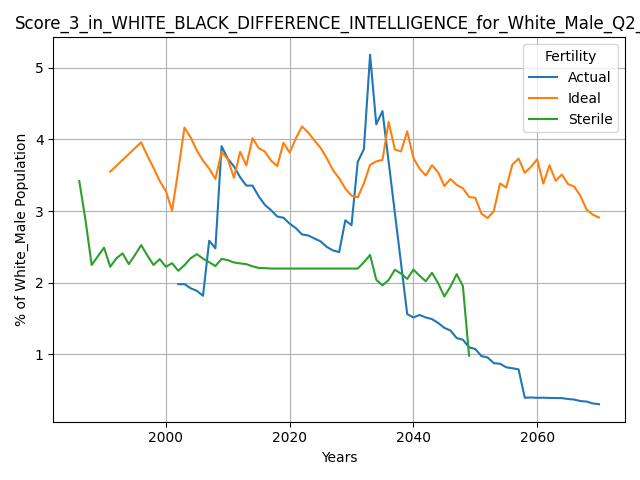 Score_3_in_WHITE_BLACK_DIFFERENCE_INTELLIGENCE_for_White_Male_Q2_
Fertility
Actual
Ideal
Sterile
% of White_Male Population
5
4
3
2
1
2000 2020 2040 2060
Years